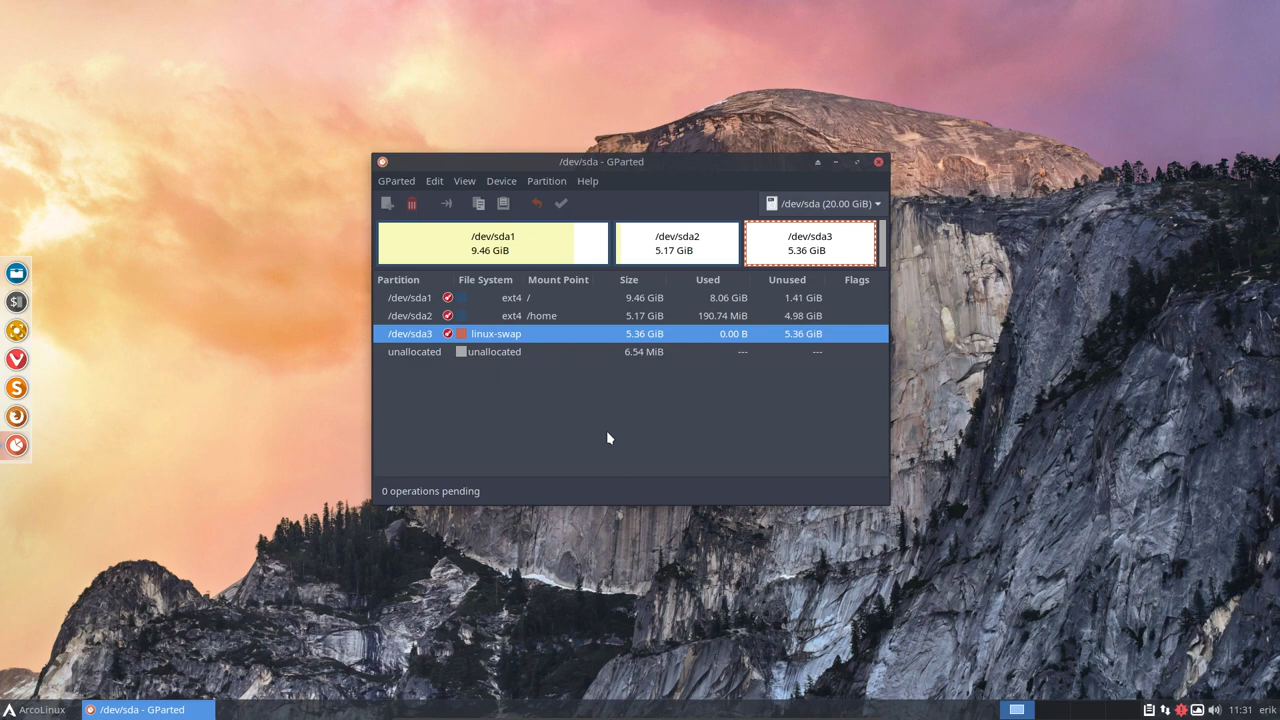 /dev/sda - GParted
GParted Edit View Device Partition Help
/dev/sda (20.00 GiB)
/dev/sda1
9.46 GiB
/dev/sda2
5.17 GiB
/dev/sda3
5.36 GiB
Partition File System Mount Point Size Used Unused Flags
/dev/sda1 ext4 / 9.46 GiB 8.06 GiB 1.41 GiB
/dev/sda2 ext4 /home 5.17 GiB 190.74 MiB 4.98 GiB
/dev/sda3 linux-swap 5.36 GiB 0.00 B 5.36 GiB
unallocated unallocated 6.54 MiB --- ---
0 operations pending
ArcoLinux /dev/sda - GParted 11:31 erik